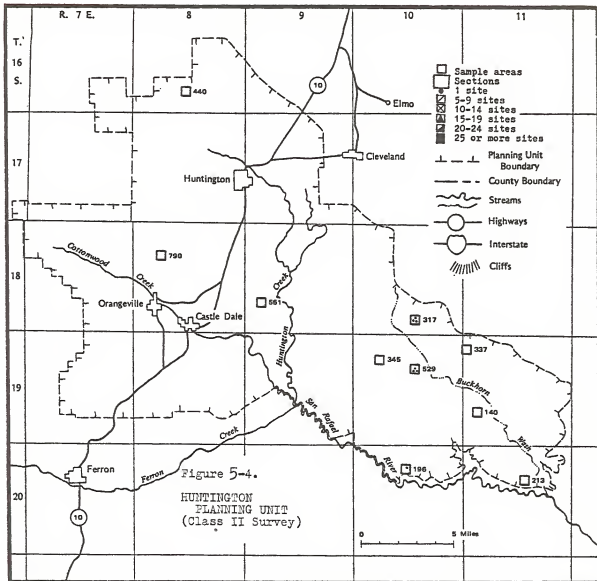 R. 7 E. 8 9 10 11
T.
16
S.
440
10
Elmo
Sample areas
Sections
1 site
5-9 sites
10-14 sites
15-19 sites
20-24 sites
25 or more sites
Planning Unit
Boundary
County Boundary
Streams
Highways
Interstate
Cliffs
17
Cleveland
Huntington
18
790
Cottonwood
Creek
Orangeville
Castle Dale
551
Huntington
Creek
317
337
345
529
Buckhorn
Wash
140
19
San
Rafael
River
Ferron
Creek
Ferron
196
213
20
10
Figure 5-4.
HUNTINGTON
PLANNING UNIT
(Class II Survey)
0 5 Miles